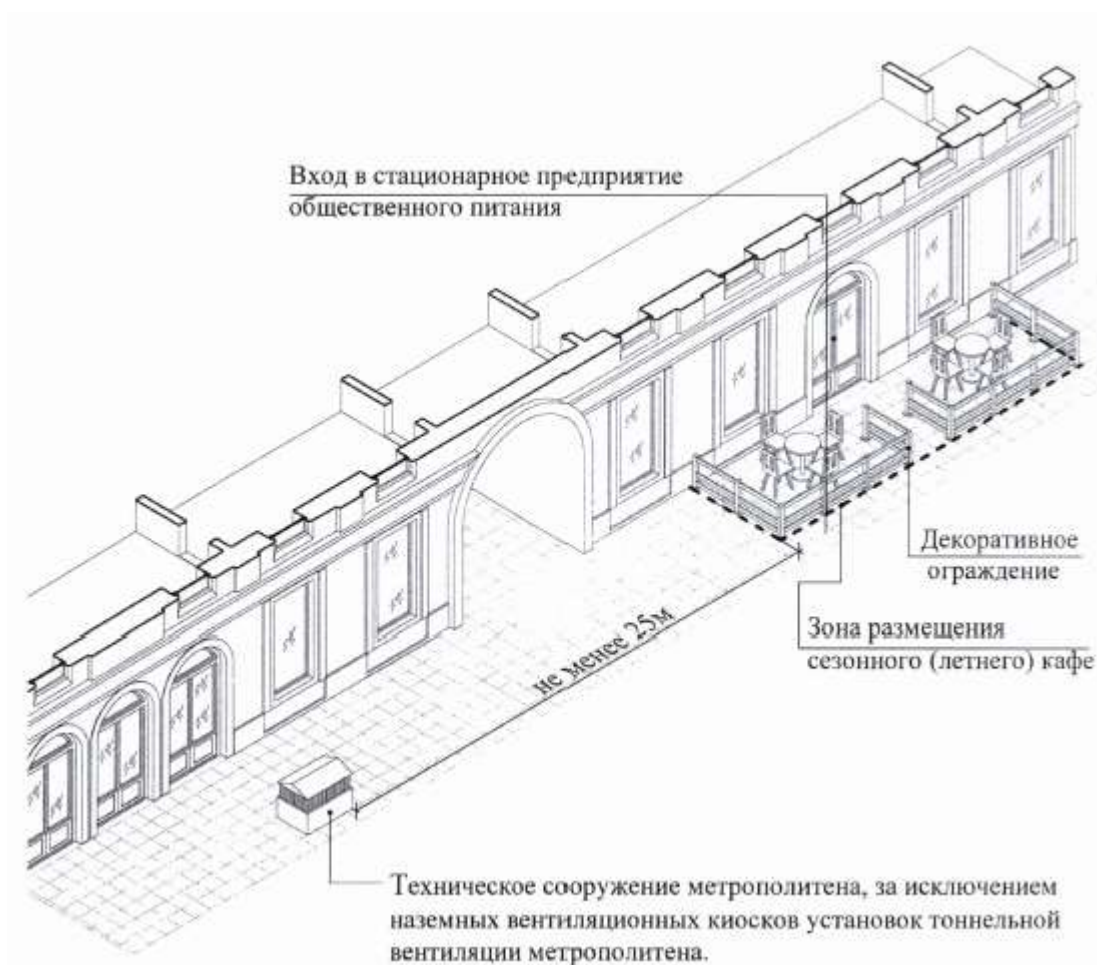 Вход в стационарное предприятие
общественного питания
Декоративное
ограждение
Зона размещения
сезонного (летнего) кафе
не менее 25м
Техническое сооружение метрополитена, за исключением
наземных вентиляционных киосков установок тоннельной
вентиляции метрополитена.